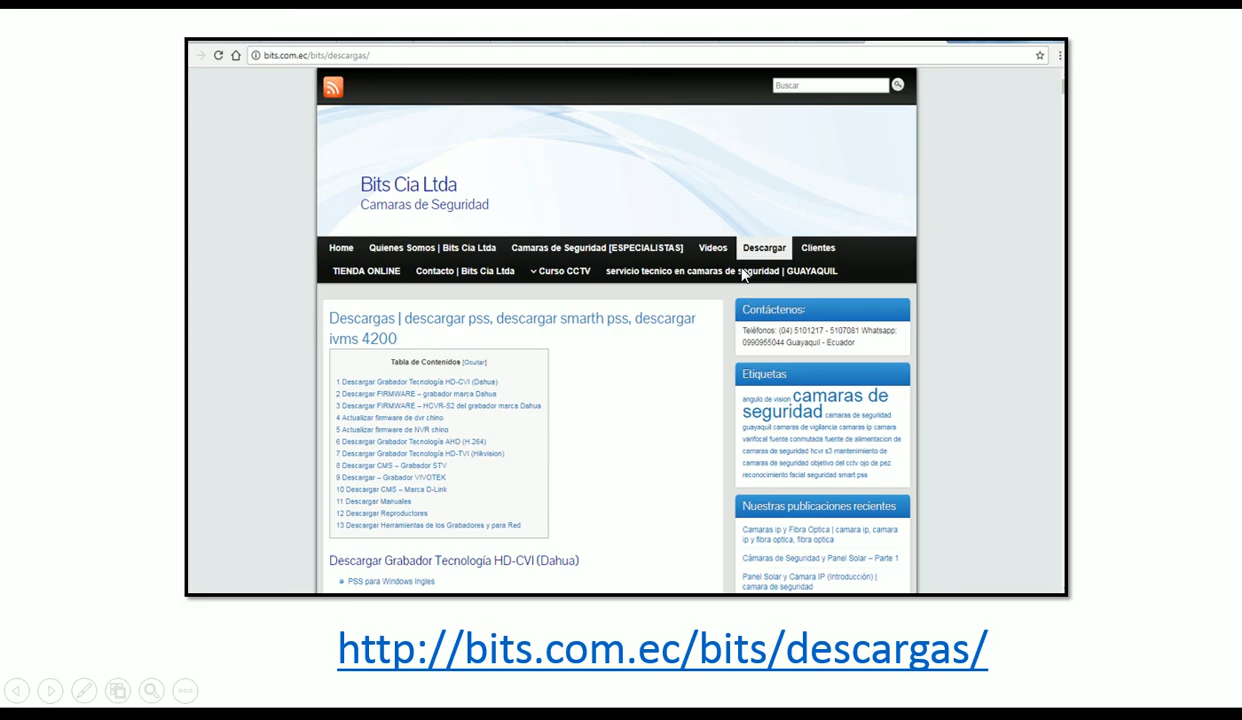 bits.com.ec/bits/descargas/
Buscar
Bits Cia Ltda
Camaras de Seguridad
Home Quienes Somos | Bits Cia Ltda Camaras de Seguridad [ESPECIALISTAS] Videos Descargar Clientes
TIENDA ONLINE Contacto | Bits Cia Ltda Curso CCTV servicio tecnico en camaras de seguridad | GUAYAQUIL
Descargas | descargar pss, descargar smarth pss, descargar
ivms 4200
Tabla de Contenidos [Ocultar]
1 Descargar Grabador Tecnología HD-CVI (Dahua)
2 Descargar FIRMWARE – grabador marca Dahua
3 Descargar FIRMWARE – HCVR-S2 del grabador marca Dahua
4 Actualizar firmware de dvr chino
5 Actualizar firmware de NVR chino
6 Descargar Grabador Tecnología AHD (H.264)
7 Descargar Grabador Tecnología HD-TVI (Hikvision)
8 Descargar CMS – Grabador STV
9 Descargar – Grabador VIVOTEK
10 Descargar CMS – Marca D-Link
11 Descargar Manuales
12 Descargar Reproductores
13 Descargar Herramientas de los Grabadores y para Red
Descargar Grabador Tecnología HD-CVI (Dahua)
PSS para Windows Ingles
Contáctenos:
Teléfonos: (04) 5101217 - 5107081 Whatsapp:
0990955044 Guayaquil - Ecuador
Etiquetas
angulo de vision camaras de
seguridad camaras de seguridad
guayaquil camaras de vigilancia camaras ip camara
varifocal fuente conmutada fuente de alimentacion de
camaras de seguridad hcvr s3 mantenimiento de
camaras de seguridad objetivo del cctv ojo de pez
reconocimiento facial seguridad smart pss
Nuestras publicaciones recientes
Camaras ip y Fibra Optica | camara ip, camara
ip y fibra optica, fibra optica
Cámaras de Seguridad y Panel Solar – Parte 1
Panel Solar y Camara IP (Introducción) |
camara de seguridad
http://bits.com.ec/bits/descargas/